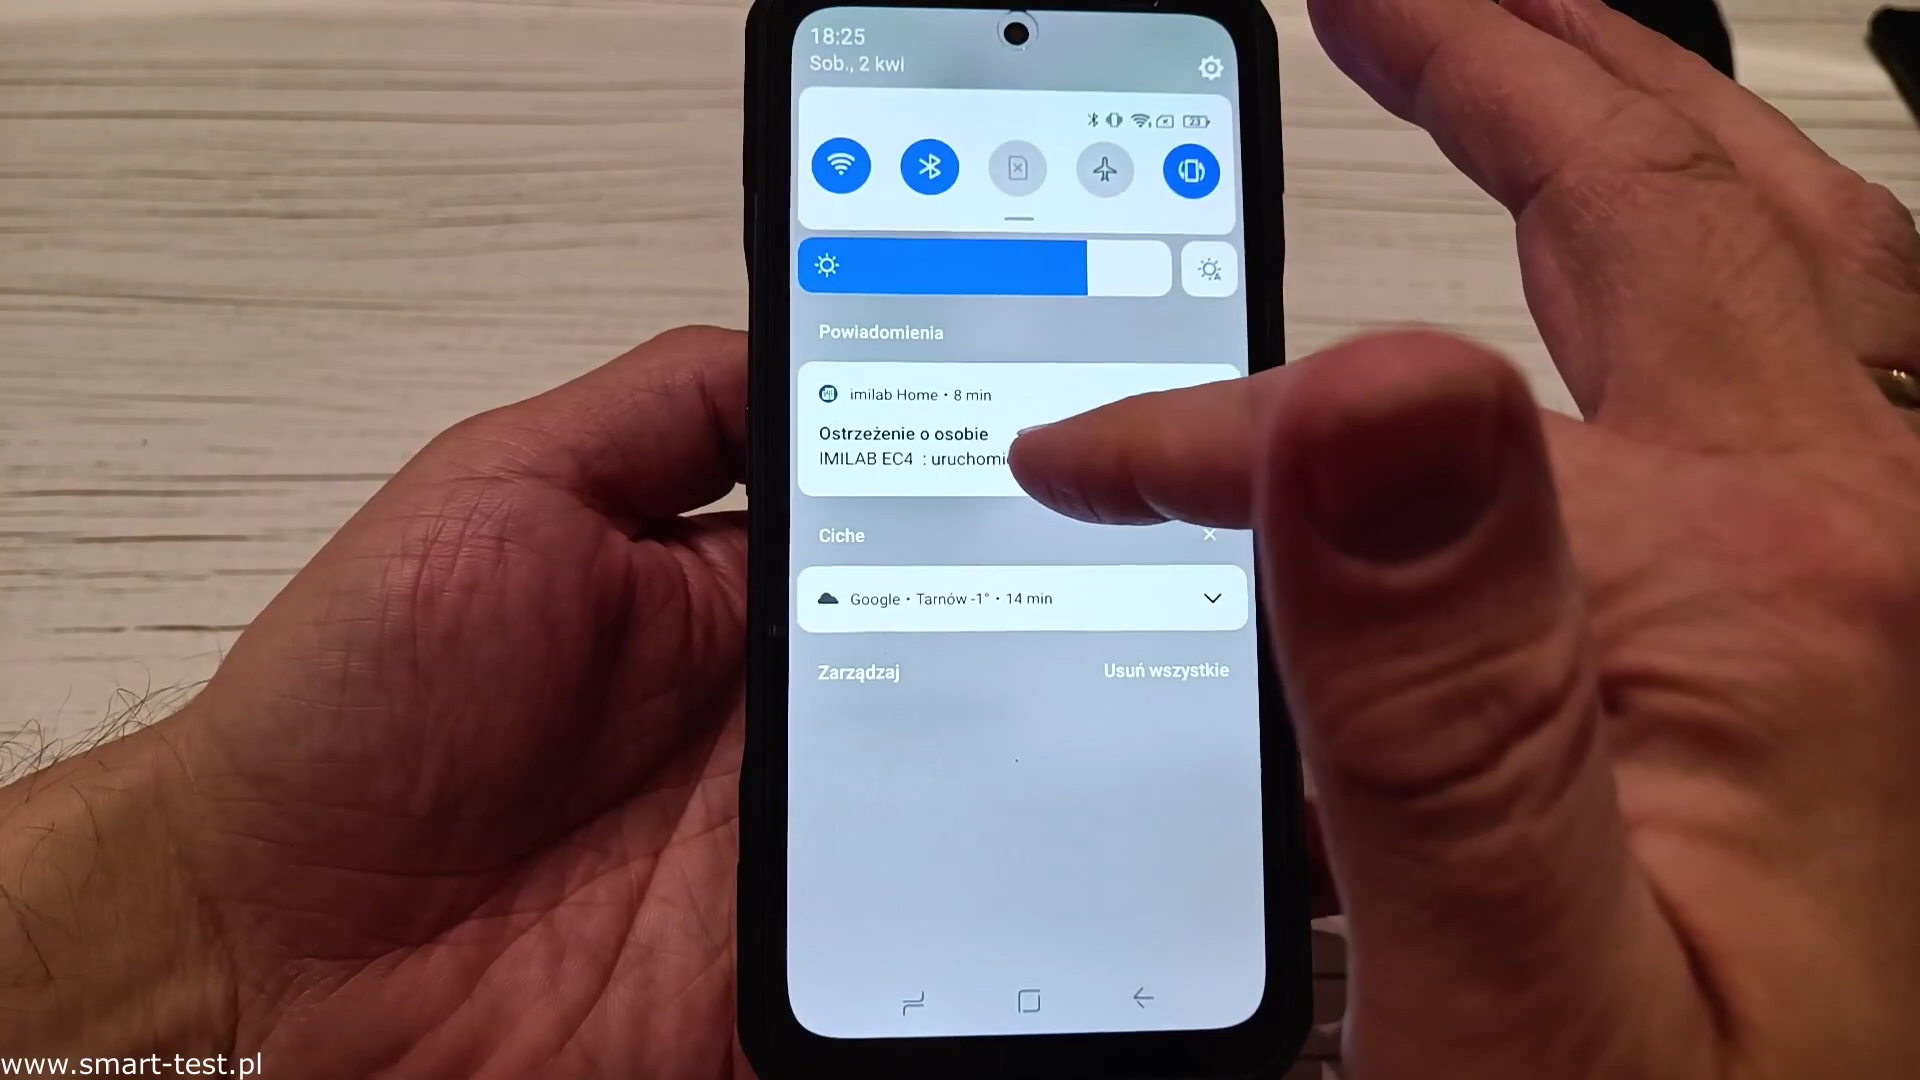 18:25
Sob., 2 kwi
23
Powiadomienia
imilab Home • 8 min
Ostrzeżenie o osobie
IMILAB EC4 : uruchomi
Ciche
Google • Tarnów -1° • 14 min
Zarządzaj
Usuń wszystkie
www.smart-test.pl